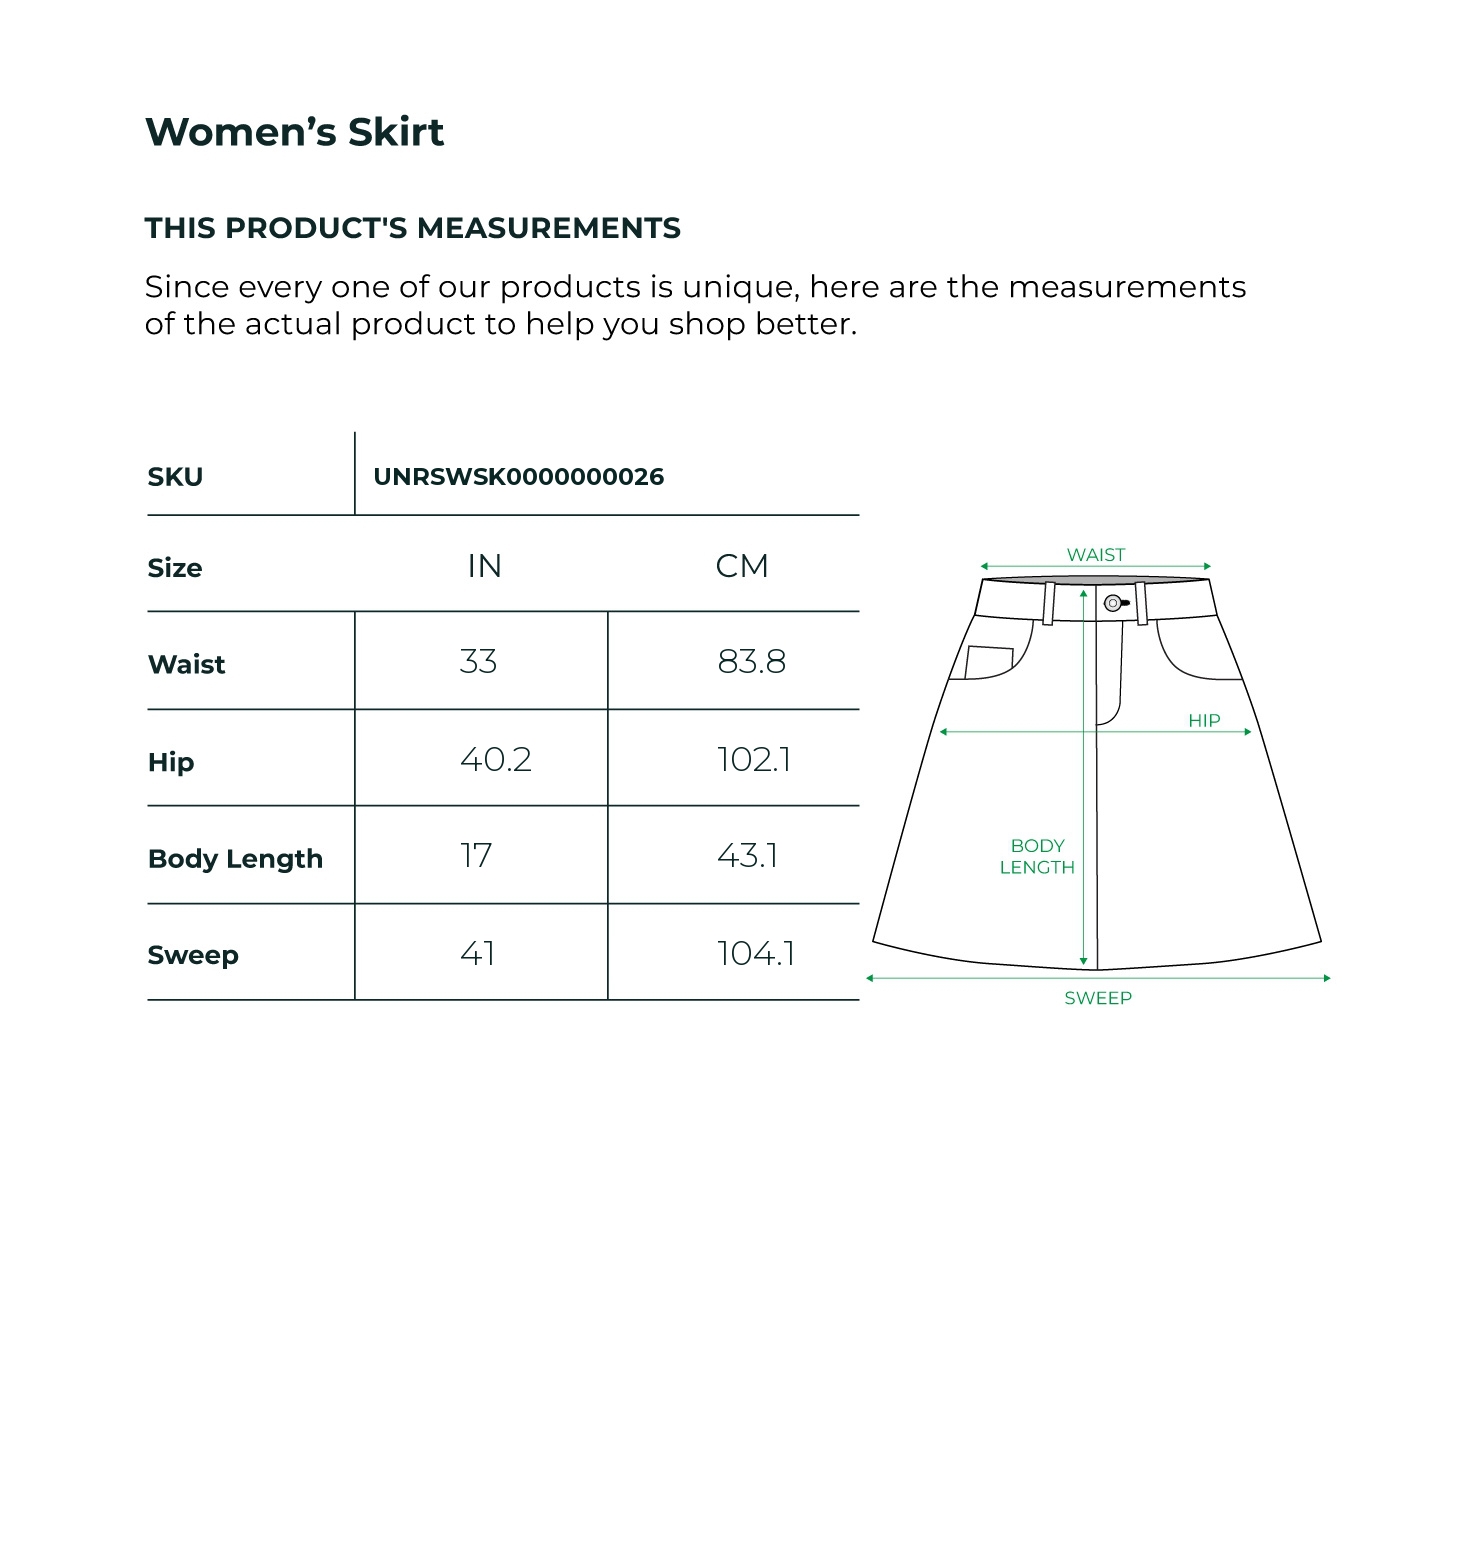 Women’s Skirt
THIS PRODUCT'S MEASUREMENTS
Since every one of our products is unique, here are the measurements
of the actual product to help you shop better.
SKU UNRSWSK0000000026
Size IN CM
Waist 33 83.8
Hip 40.2 102.1
Body Length 17 43.1
Sweep 41 104.1
WAIST
HIP
BODY
LENGTH
SWEEP